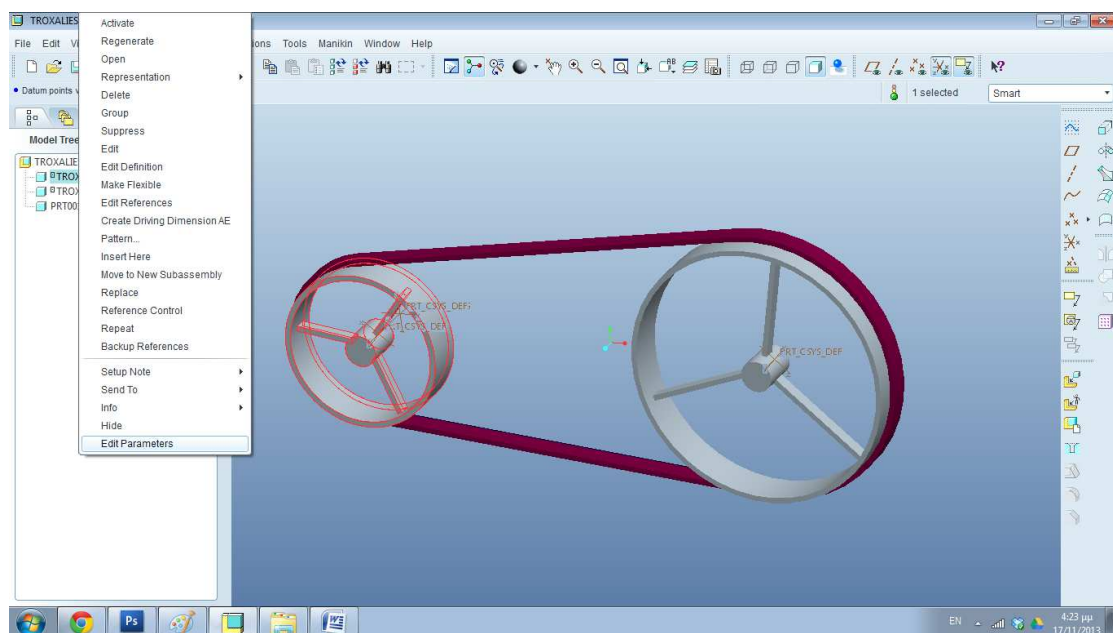 TROXALIES
File Edit Vi
ions Tools Manikin Window Help
Datum points v
1 selected
Smart
Model Tree
TROXALIE
TROX
TROX
PRT00
Activate
Regenerate
Open
Representation
Delete
Group
Suppress
Edit
Edit Definition
Make Flexible
Edit References
Create Driving Dimension AE
Pattern...
Insert Here
Move to New Subassembly
Replace
Reference Control
Repeat
Backup References
Setup Note
Send To
Info
Hide
Edit Parameters
PRT_CSYS_DEF
T_CSYS_DEF
PRT_CSYS_DEF
Ps
EN
4:23 μμ
17/11/2013